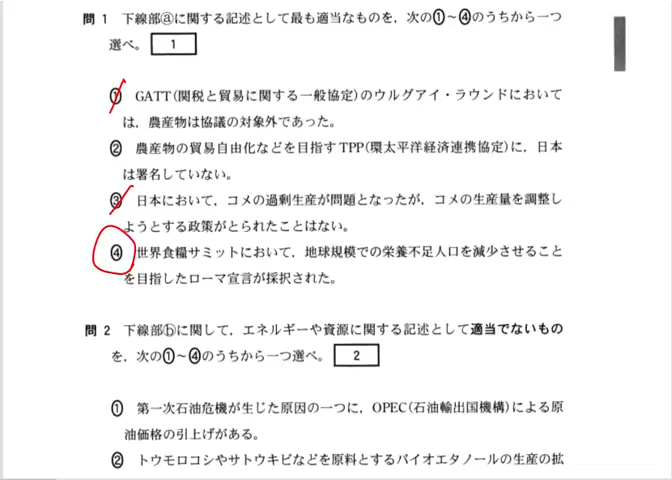 問 1 下線部ⓐに関する記述として最も適当なものを，次の①～④のうちから一つ
選べ。 1
① GATT(関税と貿易に関する一般協定)のウルグアイ・ラウンドにおいて
は，農産物は協議の対象外であった。
② 農産物の貿易自由化などを目指す TPP(環太平洋経済連携協定)に，日本
は署名していない。
③ 日本において，コメの過剰生産が問題となったが，コメの生産量を調整し
ようとする政策がとられたことはない。
④ 世界食糧サミットにおいて，地球規模での栄養不足人口を減少させること
を目指したローマ宣言が採択された。
問 2 下線部ⓑに関して，エネルギーや資源に関する記述として適当でないもの
を，次の①～④のうちから一つ選べ。 2
① 第一次石油危機が生じた原因の一つに，OPEC(石油輸出国機構)による原
油価格の引上げがある。
② トウモロコシやサトウキビなどを原料とするバイオエタノールの生産の拡